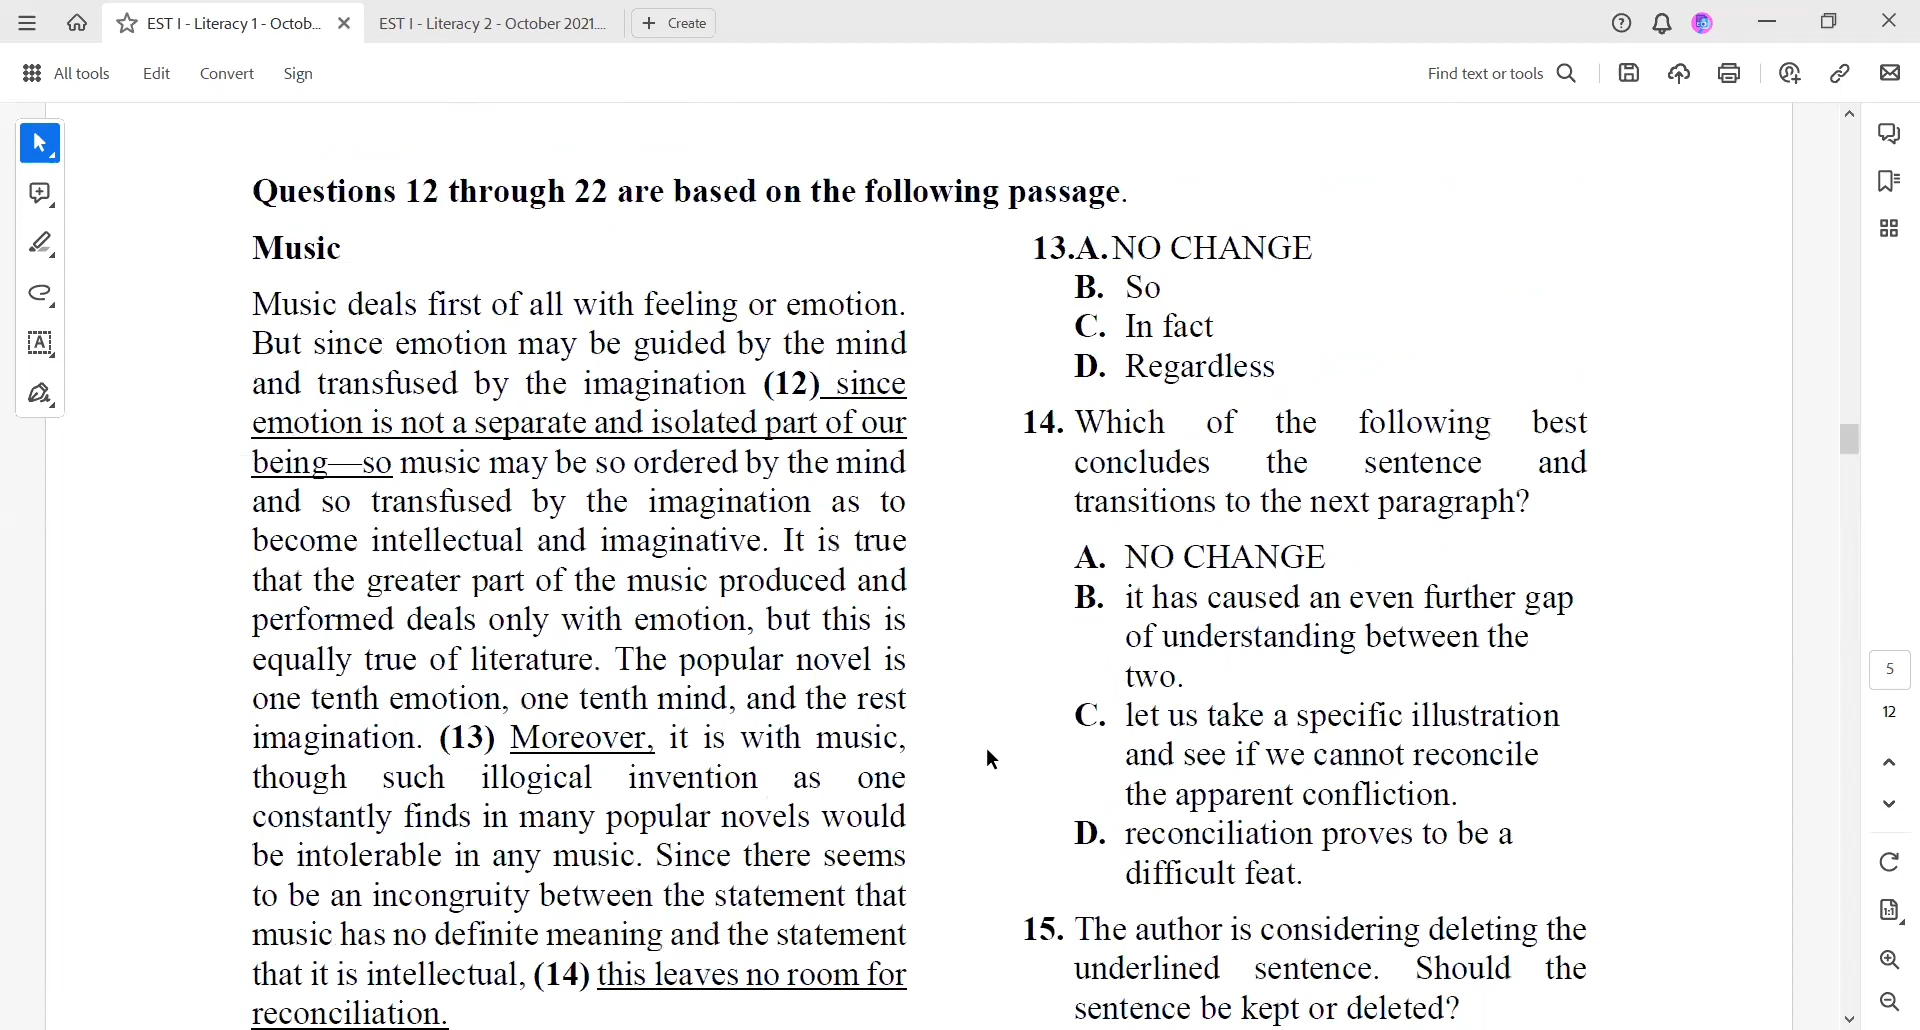 EST I - Literacy 1 - Octob...
EST I - Literacy 2 - October 2021....
Create
All tools
Edit
Convert
Sign
Find text or tools
Questions 12 through 22 are based on the following passage.
Music
Music deals first of all with feeling or emotion.
But since emotion may be guided by the mind
and transfused by the imagination (12) since
emotion is not a separate and isolated part of our
being—so music may be so ordered by the mind
and so transfused by the imagination as to
become intellectual and imaginative. It is true
that the greater part of the music produced and
performed deals only with emotion, but this is
equally true of literature. The popular novel is
one tenth emotion, one tenth mind, and the rest
imagination. (13) Moreover, it is with music,
though such illogical invention as one
constantly finds in many popular novels would
be intolerable in any music. Since there seems
to be an incongruity between the statement that
music has no definite meaning and the statement
that it is intellectual, (14) this leaves no room for
reconciliation.
13.A. NO CHANGE
B. So
C. In fact
D. Regardless
14. Which of the following best
concludes the sentence and
transitions to the next paragraph?
A. NO CHANGE
B. it has caused an even further gap
of understanding between the
two.
C. let us take a specific illustration
and see if we cannot reconcile
the apparent confliction.
D. reconciliation proves to be a
difficult feat.
15. The author is considering deleting the
underlined sentence. Should the
sentence be kept or deleted?
5
12
1:1